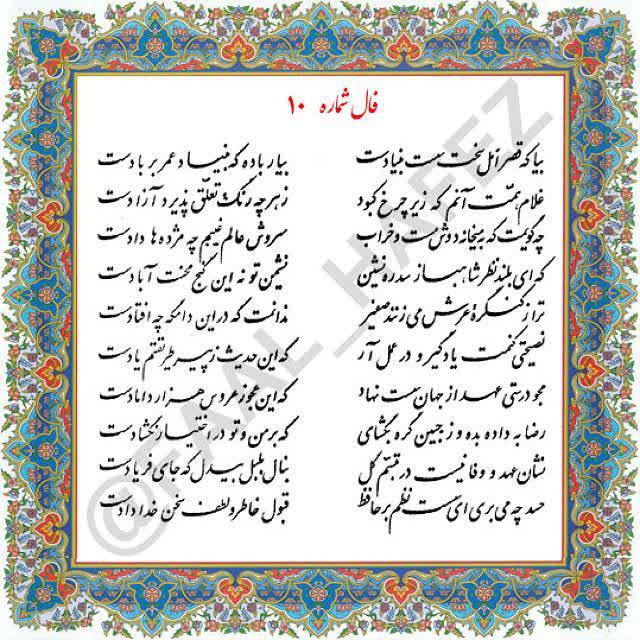 فال شماره ۱۰
بیا که قصر امل سخت سست بنیادست بیار باده که بنیاد عمر بر بادست
غلام همت آنم که زیر چرخ کبود ز هر چه رنگ تعلق پذیرد آزادست
چه گویمت که به میخانه دوش مست و خراب سروش عالم غیبم چه مژده ها دادست
که ای بلند نظر شاهباز سدره نشین نشیمن تو نه این کنج محنت آبادست
ترا ز کنگرهٔ عرش می زنند صفیر ندانمت که در این دامگه چه افتادست
نصیحتی کنمت یاد گیر و در عمل آر که این حدیث ز پیر طریقتم یادست
مجو درستی عهد از جهان سست نهاد که این عجوز عروس هزار دامادست
رضا به داده بده وز جبین گره بگشای که بر من و تو در اختیار نگشادست
نشان عهد و وفا نیست در تبسم گل بنال بلبل بیدل که جای فریادست
حسد چه می بری ای سست نظم بر حافظ قبول خاطر و لطف سخن خدادادست
@FAAL_HAFEZ